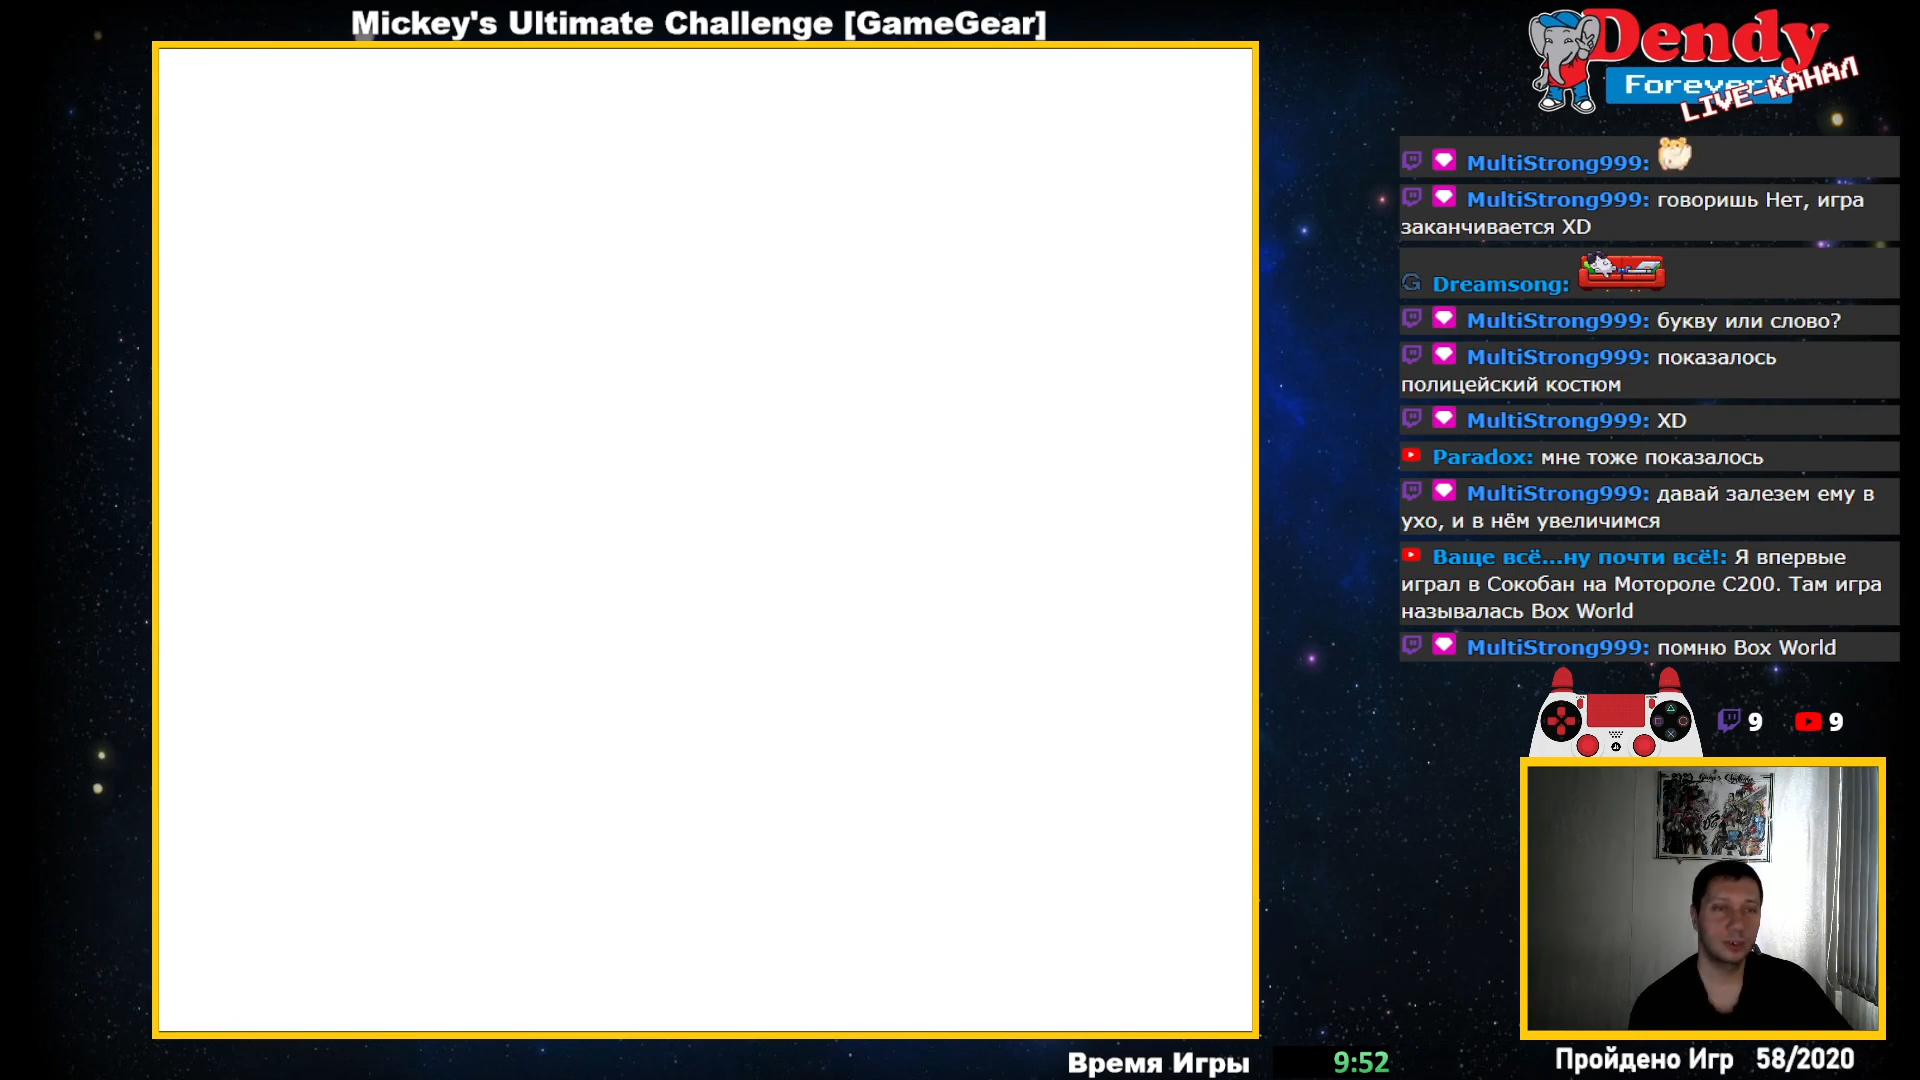 Mickey's Ultimate Challenge [GameGear]
Dendy
Forever
LIVE-КАНАЛ
MultiStrong999:
MultiStrong999: говоришь Нет, игра
заканчивается XD
Dreamsong:
MultiStrong999: букву или слово?
MultiStrong999: показалось
полицейский костюм
MultiStrong999: XD
Paradox: мне тоже показалось
MultiStrong999: давай залезем ему в
ухо, и в нём увеличимся
Ваще всё...ну почти всё!: Я впервые
играл в Сокобан на Мотороле С200. Там игра
называлась Box World
MultiStrong999: помню Box World
9 9
Время Игры 9:52
Пройдено Игр 58/2020